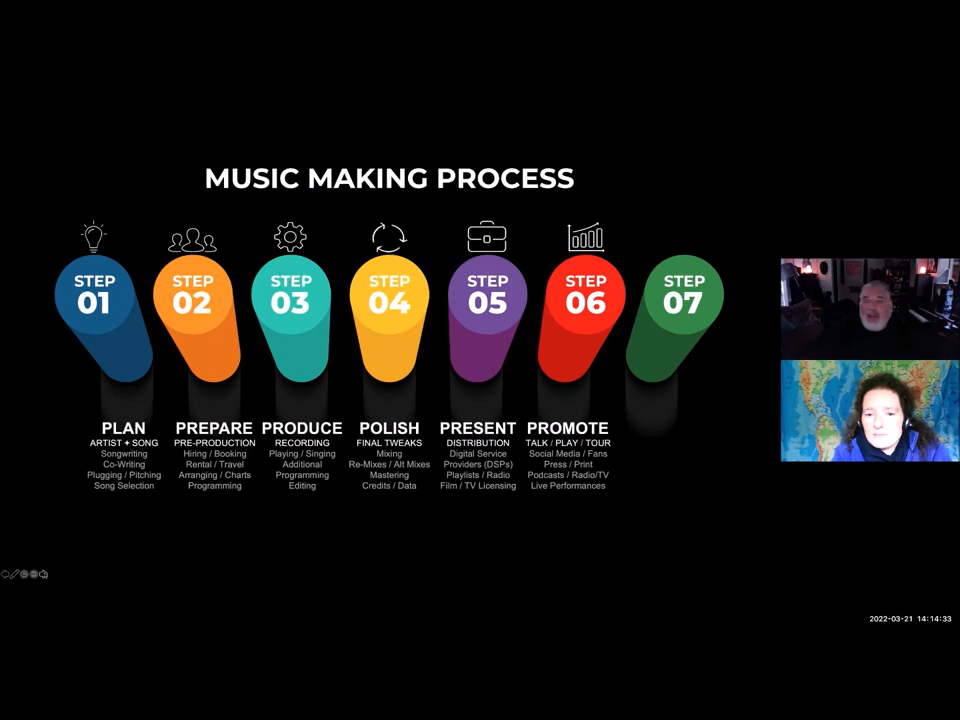 MUSIC MAKING PROCESS
STEP
01
STEP
02
STEP
03
STEP
04
STEP
05
STEP
06
STEP
07
PLAN
ARTIST + SONG
Songwriting
Co-Writing
Plugging / Pitching
Song Selection
PREPARE
PRE-PRODUCTION
Hiring / Booking
Rental / Travel
Arranging / Charts
Programming
PRODUCE
RECORDING
Playing / Singing
Additional
Programming
Editing
POLISH
FINAL TWEAKS
Mixing
Re-Mixes / Alt Mixes
Mastering
Credits / Data
PRESENT
DISTRIBUTION
Digital Service
Providers (DSPs)
Playlists / Radio
Film / TV Licensing
PROMOTE
TALK / PLAY / TOUR
Social Media / Fans
Press / Print
Podcasts / Radio/TV
Live Performances
2022-03-21 14:14:33